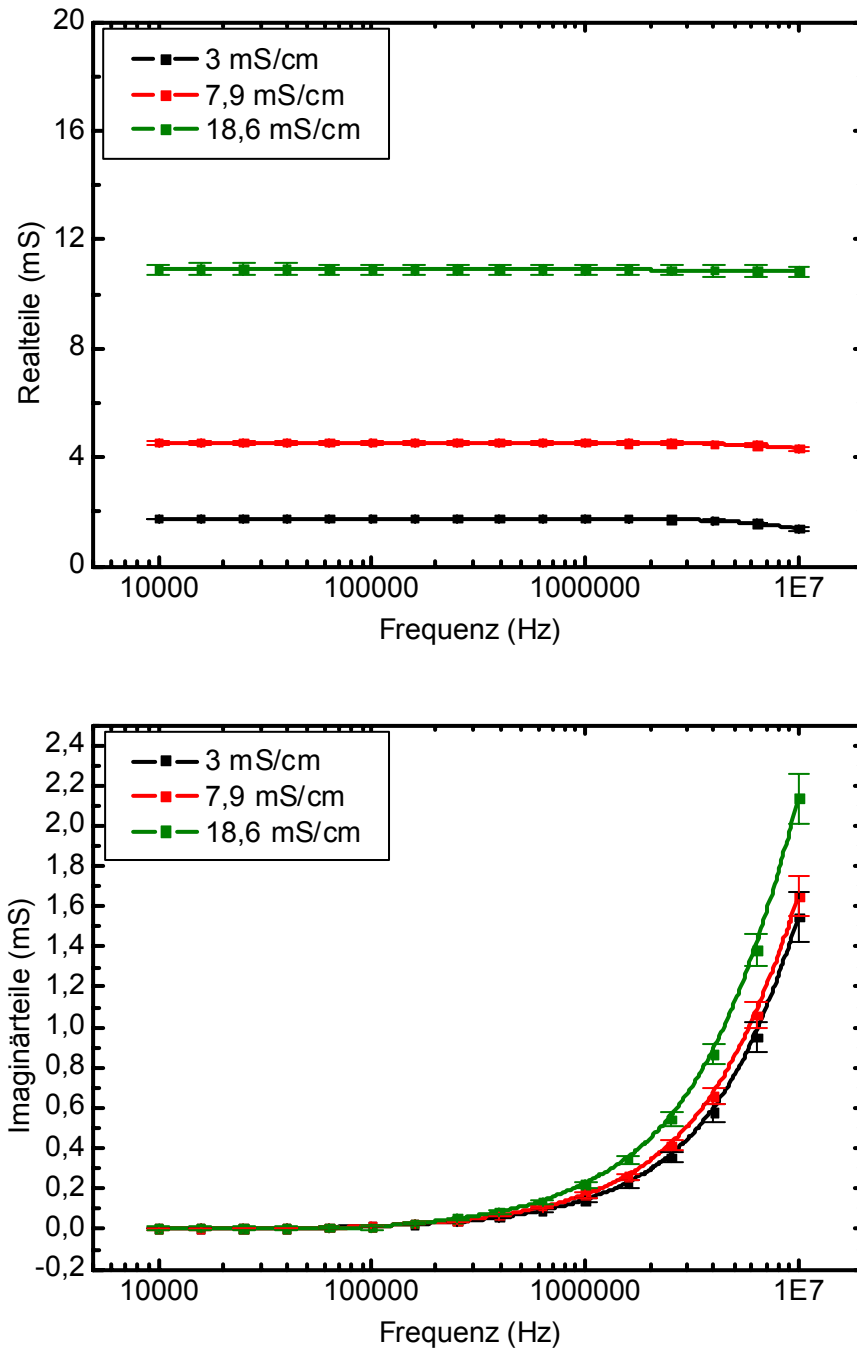 Realteile (mS)
20
16
12
8
4
0
3 mS/cm
7,9 mS/cm
18,6 mS/cm
10000 100000 1000000 1E7
Frequenz (Hz)
Imaginärteile (mS)
2,4
2,2
2,0
1,8
1,6
1,4
1,2
1,0
0,8
0,6
0,4
0,2
0,0
-0,2
3 mS/cm
7,9 mS/cm
18,6 mS/cm
10000 100000 1000000 1E7
Frequenz (Hz)